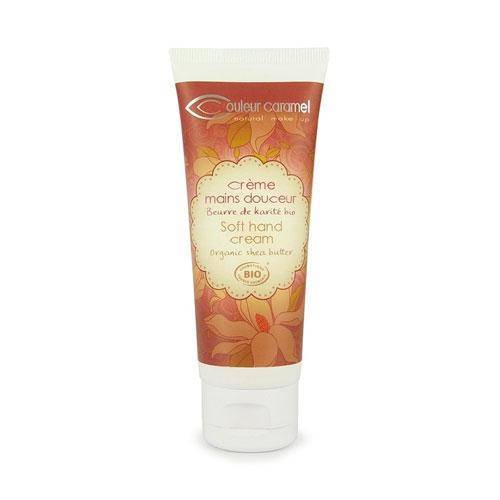 Couleur caramel
natural make up
Crème
mains douceur
Beurre de karité bio
Soft hand
cream
Organic shea butter
BIO